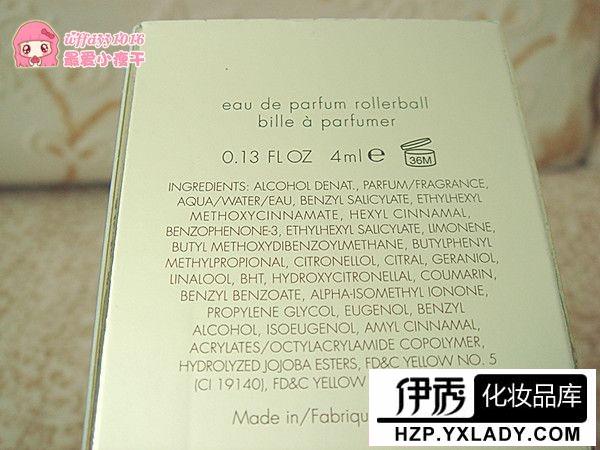 tiffany1016
最爱小瘦干
eau de parfum rollerball
bille à parfumer
0.13 FL OZ 4ml e 36M
INGREDIENTS: ALCOHOL DENAT., PARFUM/FRAGRANCE,
AQUA/WATER/EAU, BENZYL SALICYLATE, ETHYLHEXYL
METHOXYCINNAMATE, HEXYL CINNAMAL,
BENZOPHENONE-3, ETHYLHEXYL SALICYLATE, LIMONENE,
BUTYL METHOXYDIBENZOYLMETHANE, BUTYLPHENYL
METHYLPROPIONAL, CITRONELLOL, CITRAL, GERANIOL,
LINALOOL, BHT, HYDROXYCITRONELLAL, COUMARIN,
BENZYL BENZOATE, ALPHA-ISOMETHYL IONONE,
PROPYLENE GLYCOL, EUGENOL, BENZYL
ALCOHOL, ISOEUGENOL, AMYL CINNAMAL,
ACRYLATES/OCTYLACRYLAMIDE COPOLYMER,
HYDROLYZED JOJOBA ESTERS, FD&C YELLOW NO. 5
(CI 19140), FD&C YELLOW
Made in/Fabriqu
伊秀 化妆品库
HZP.YXLADY.COM